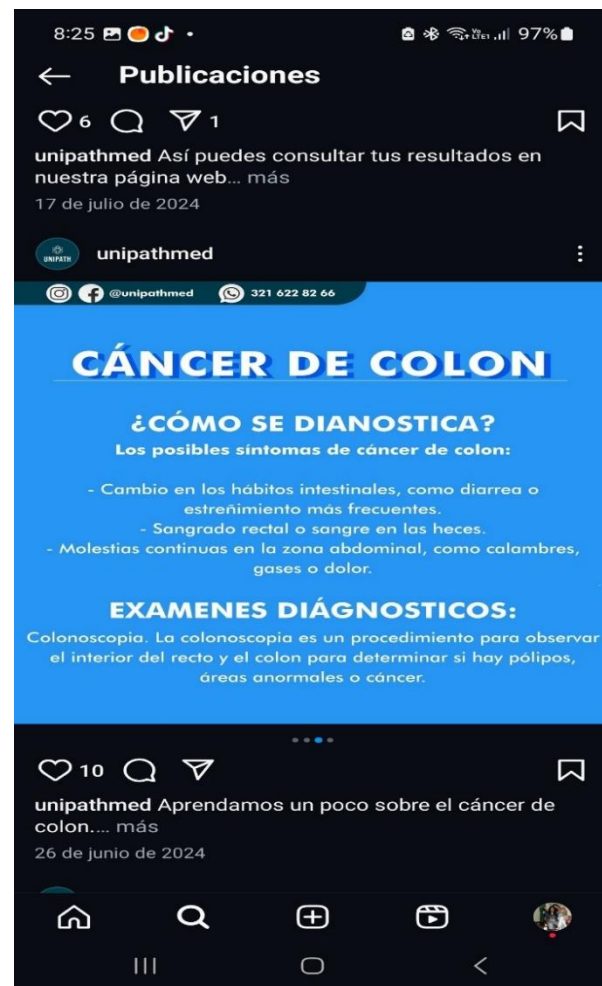 8:25
97%
Publicaciones
6
1
unipathmed Así puedes consultar tus resultados en
nuestra página web... más
17 de julio de 2024
UNIPATH
unipathmed
@unipathmed 321 622 82 66
CÁNCER DE COLON
¿CÓMO SE DIANOSTICA?
Los posibles síntomas de cáncer de colon:
- Cambio en los hábitos intestinales, como diarrea o
estreñimiento más frecuentes.
- Sangrado rectal o sangre en las heces.
- Molestias continuas en la zona abdominal, como calambres,
gases o dolor.
EXAMENES DIÁGNOSTICOS:
Colonoscopia. La colonoscopia es un procedimiento para observar
el interior del recto y el colon para determinar si hay pólipos,
áreas anormales o cáncer.
10
unipathmed Aprendamos un poco sobre el cáncer de
colon.... más
26 de junio de 2024